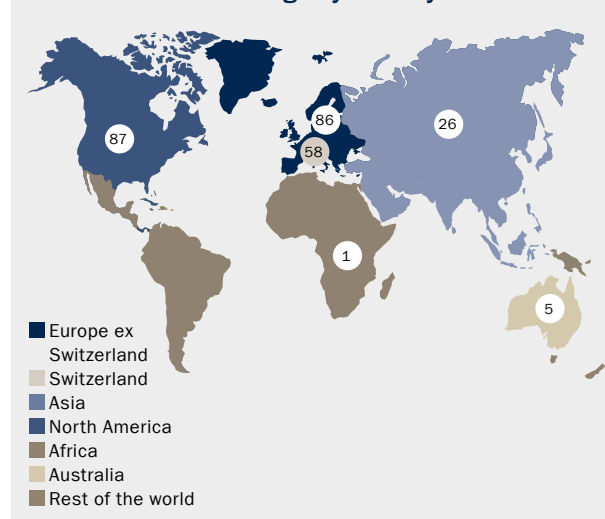 87
86
58
26
1
5
Europe ex
Switzerland
Switzerland
Asia
North America
Africa
Australia
Rest of the world